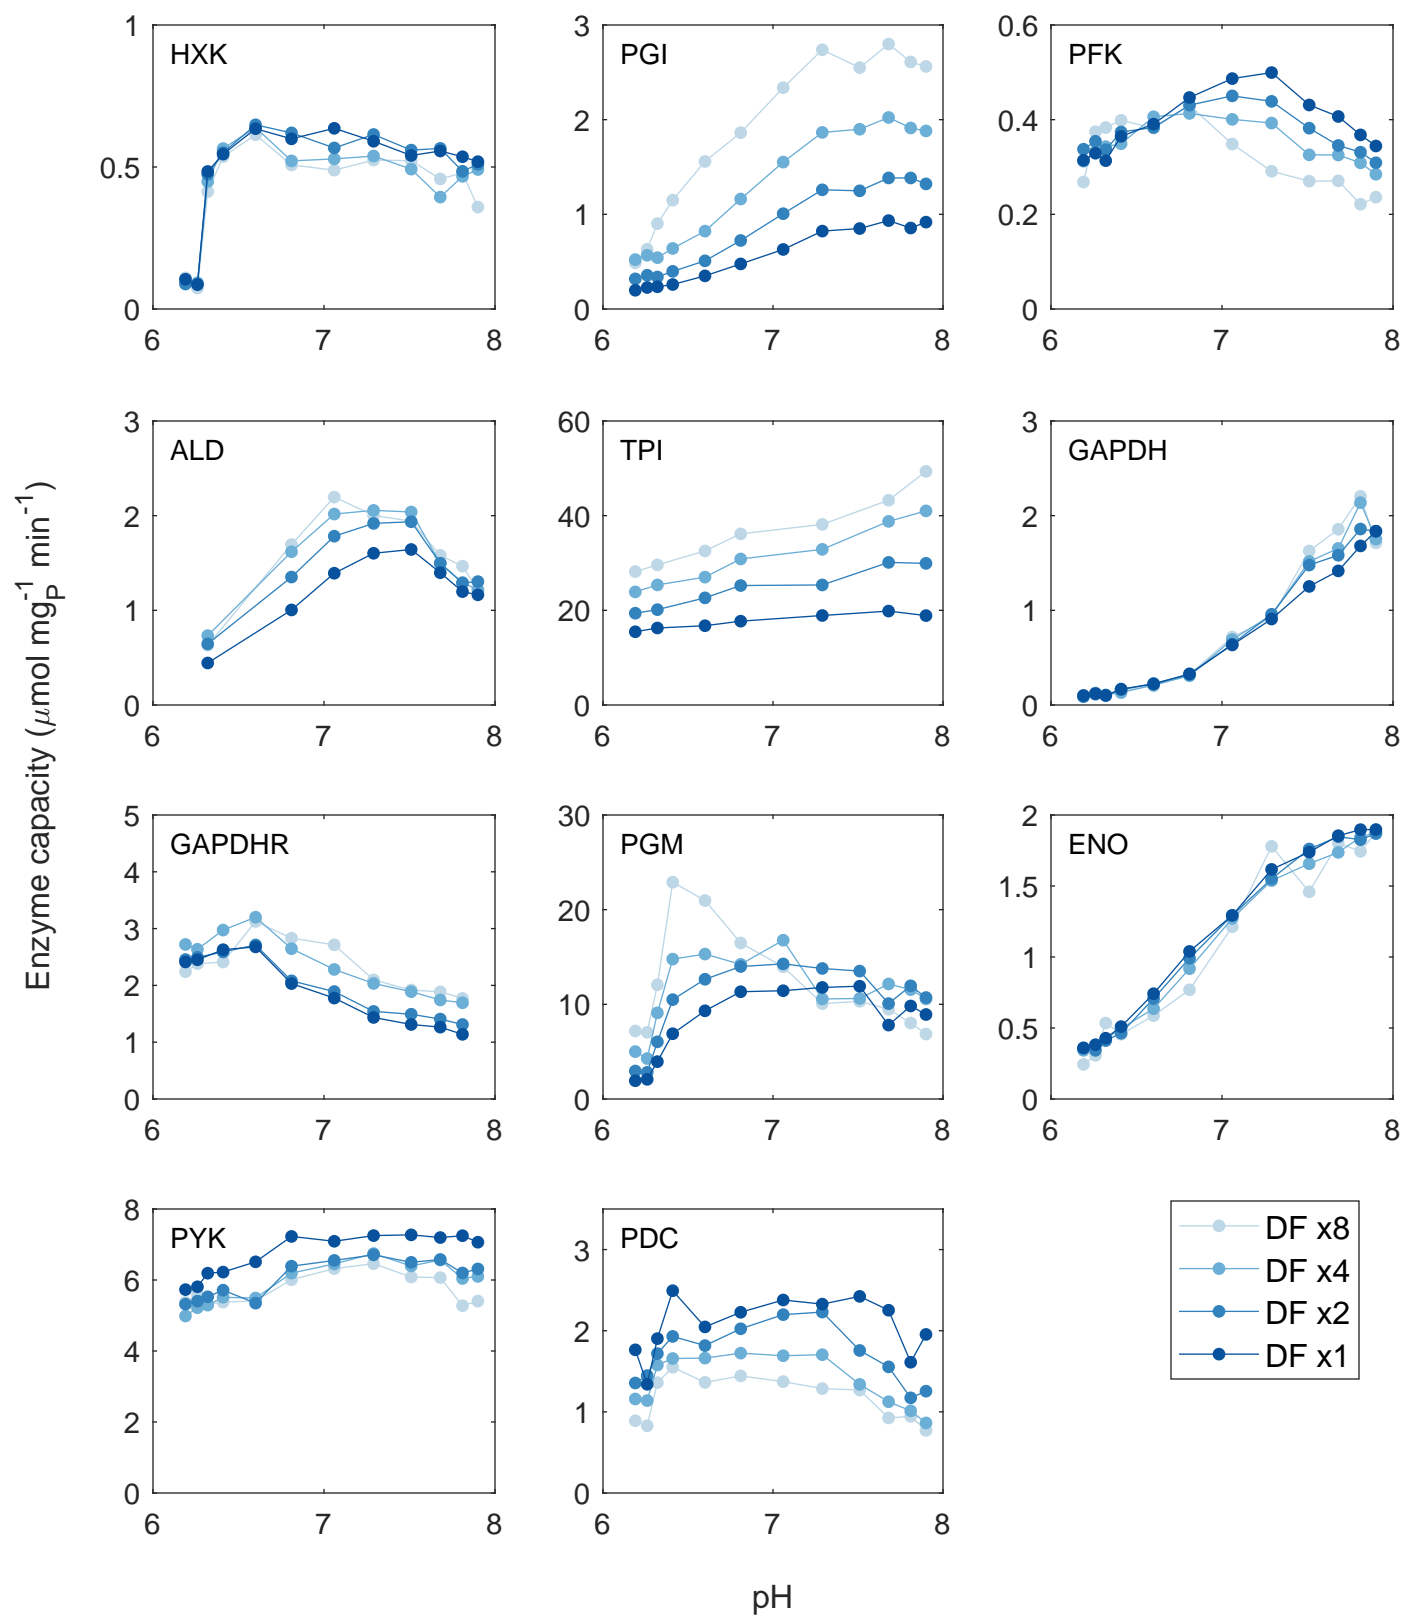 1
0.5
0
6 7 8
HXK
3
2
1
0
6 7 8
PGI
0.6
0.4
0.2
0
6 7 8
PFK
3
2
1
0
6 7 8
ALD
60
40
20
0
6 7 8
TPI
3
2
1
0
6 7 8
GAPDH
5
4
3
2
1
0
6 7 8
GAPDHR
30
20
10
0
6 7 8
PGM
2
1.5
1
0.5
0
6 7 8
ENO
8
6
4
2
0
6 7 8
PYK
3
2
1
0
6 7 8
PDC
DF x8
DF x4
DF x2
DF x1
Enzyme capacity (μmol mg_P^-1 min^-1)
pH